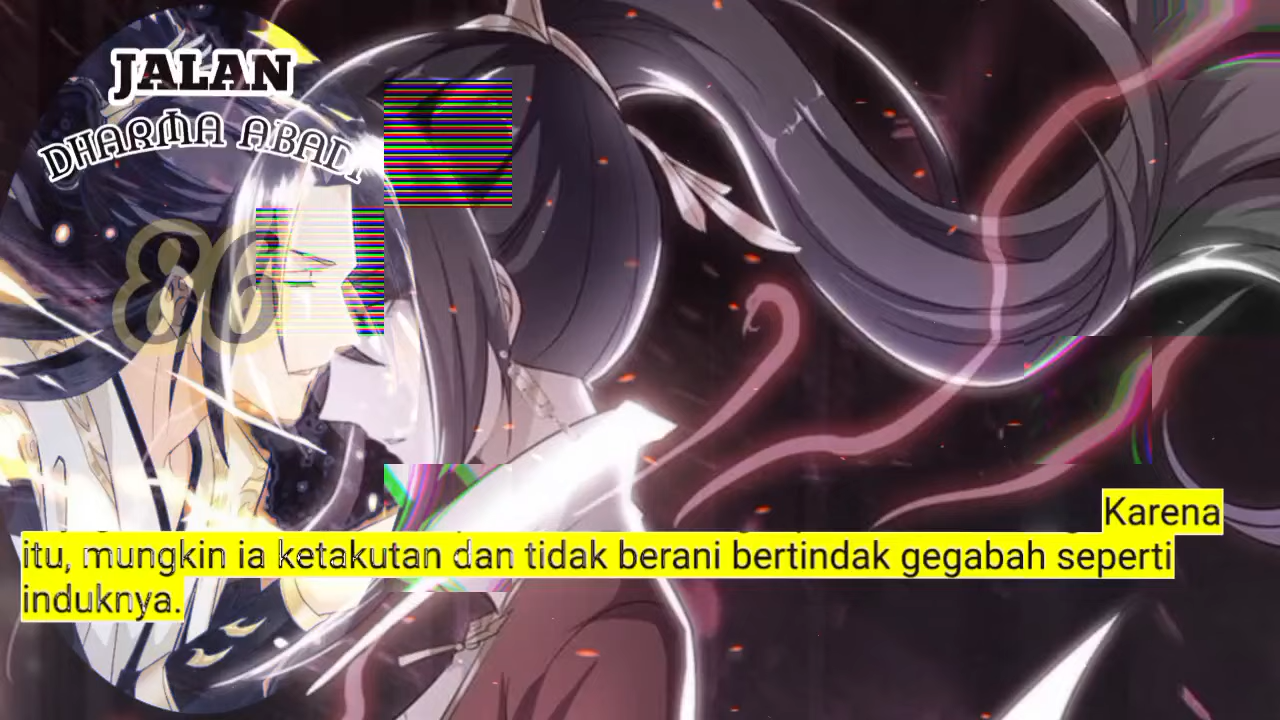 JALAN
DHARMA ABADI
86
Karena
itu, mungkin ia ketakutan dan tidak berani bertindak gegabah seperti
induknya.